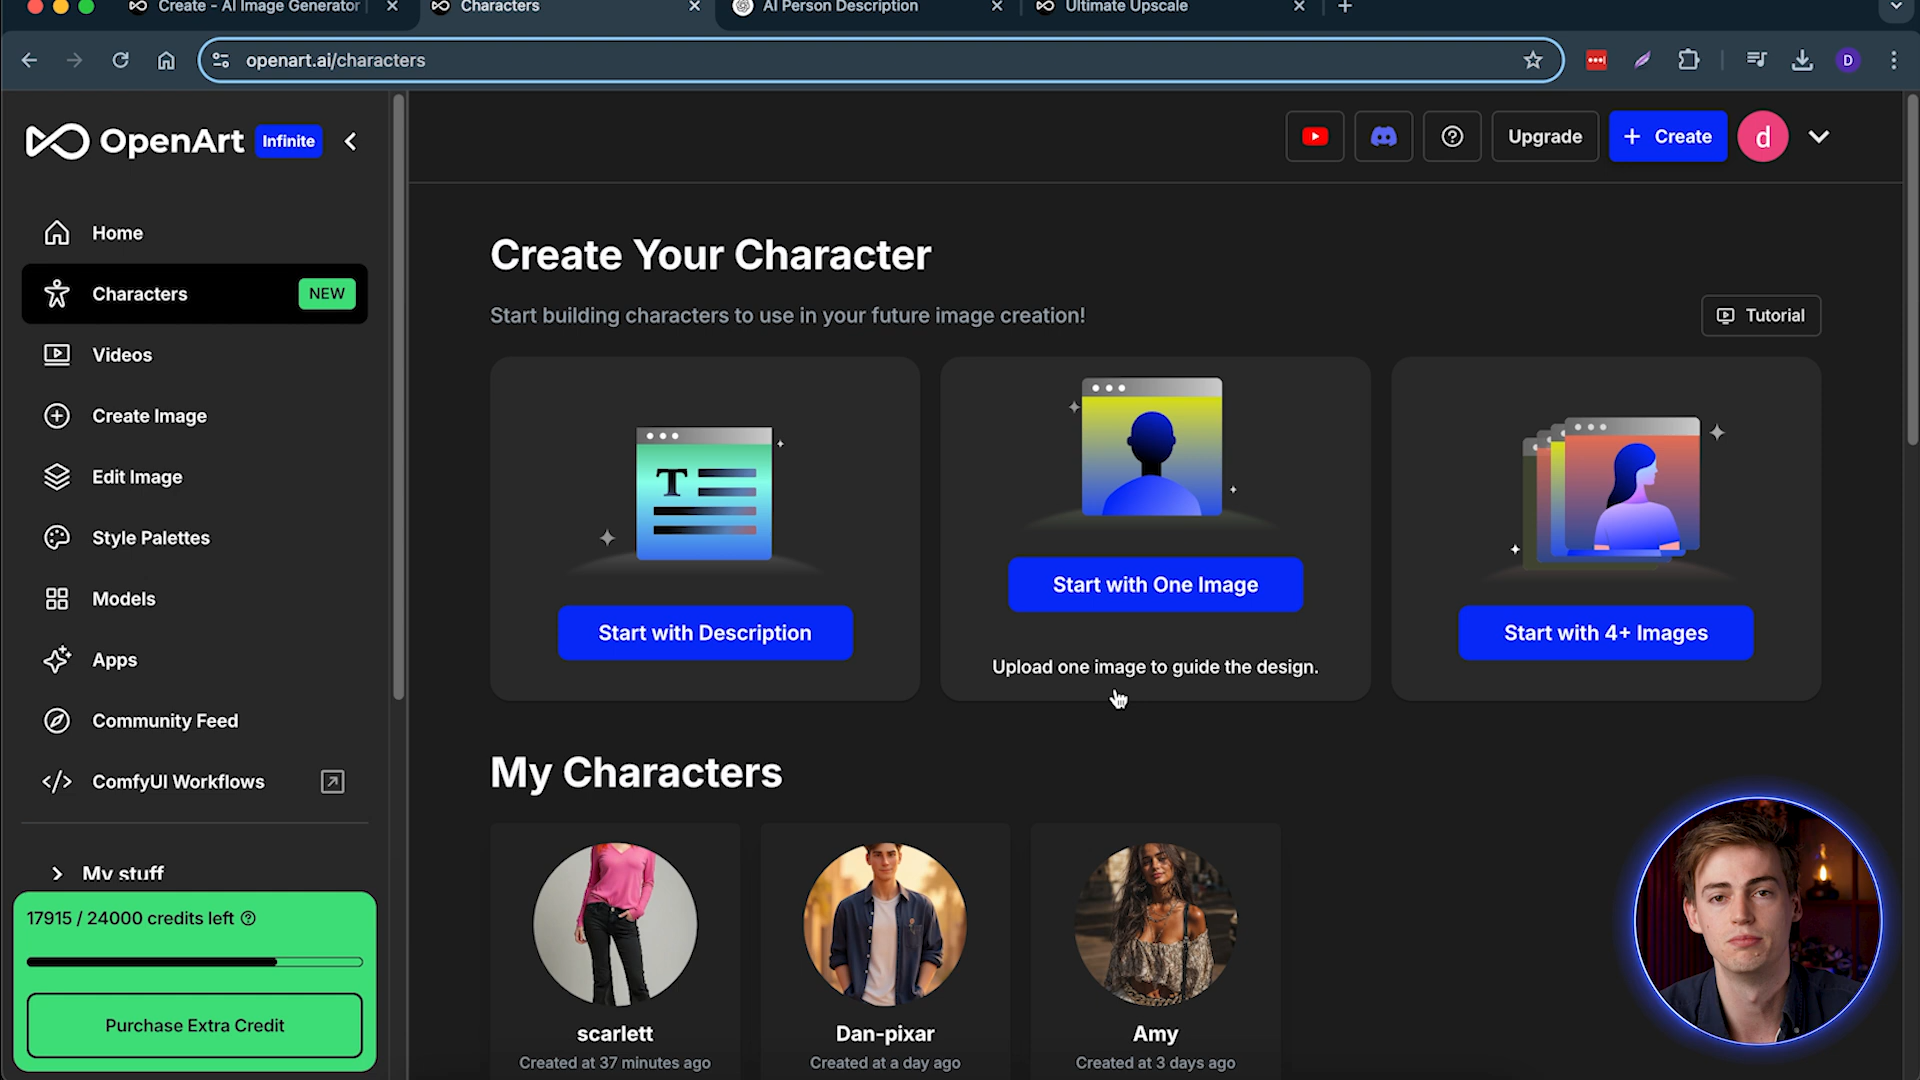 Create - AI Image Generator
Characters
AI Person Description
Ultimate Upscale
openart.ai/characters
D
OpenArt
Infinite
Upgrade
+ Create
d
Home
Characters
NEW
Videos
Create Image
Edit Image
Style Palettes
Models
Apps
Community Feed
</> ComfyUI Workflows
My stuff
17915 / 24000 credits left
Purchase Extra Credit
Create Your Character
Start building characters to use in your future image creation!
Tutorial
T
Start with Description
Start with One Image
Upload one image to guide the design.
Start with 4+ Images
My Characters
scarlett
Created at 37 minutes ago
Dan-pixar
Created at a day ago
Amy
Created at 3 days ago